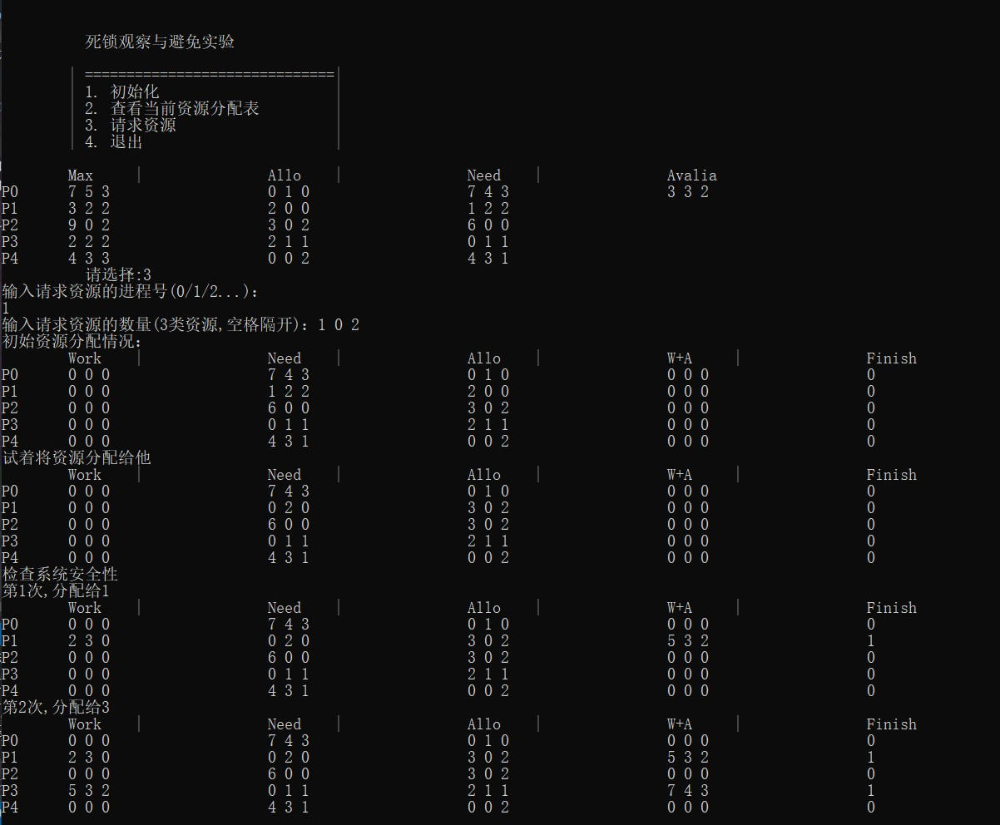 死锁观察与避免实验
==============================
1. 初始化
2. 查看当前资源分配表
3. 请求资源
4. 退出
Max | Allo | Need | Avalia
P0 7 5 3 0 1 0 7 4 3 3 3 2
P1 3 2 2 2 0 0 1 2 2
P2 9 0 2 3 0 2 6 0 0
P3 2 2 2 2 1 1 0 1 1
P4 4 3 3 0 0 2 4 3 1
请选择:3
输入请求资源的进程号(0/1/2...):
1
输入请求资源的数量(3类资源,空格隔开): 1 0 2
初始资源分配情况:
Work | Need | Allo | W+A | Finish
P0 0 0 0 7 4 3 0 1 0 0 0 0 0
P1 0 0 0 1 2 2 2 0 0 0 0 0 0
P2 0 0 0 6 0 0 3 0 2 0 0 0 0
P3 0 0 0 0 1 1 2 1 1 0 0 0 0
P4 0 0 0 4 3 1 0 0 2 0 0 0 0
试着将资源分配给他
Work | Need | Allo | W+A | Finish
P0 0 0 0 7 4 3 0 1 0 0 0 0 0
P1 0 0 0 0 2 0 3 0 2 0 0 0 0
P2 0 0 0 6 0 0 3 0 2 0 0 0 0
P3 0 0 0 0 1 1 2 1 1 0 0 0 0
P4 0 0 0 4 3 1 0 0 2 0 0 0 0
检查系统安全性
第1次,分配给1
Work | Need | Allo | W+A | Finish
P0 0 0 0 7 4 3 0 1 0 0 0 0 0
P1 2 3 0 0 2 0 3 0 2 5 3 2 1
P2 0 0 0 6 0 0 3 0 2 0 0 0 0
P3 0 0 0 0 1 1 2 1 1 0 0 0 0
P4 0 0 0 4 3 1 0 0 2 0 0 0 0
第2次,分配给3
Work | Need | Allo | W+A | Finish
P0 0 0 0 7 4 3 0 1 0 0 0 0 0
P1 2 3 0 0 2 0 3 0 2 5 3 2 1
P2 0 0 0 6 0 0 3 0 2 0 0 0 0
P3 5 3 2 0 1 1 2 1 1 7 4 3 1
P4 0 0 0 4 3 1 0 0 2 0 0 0 0